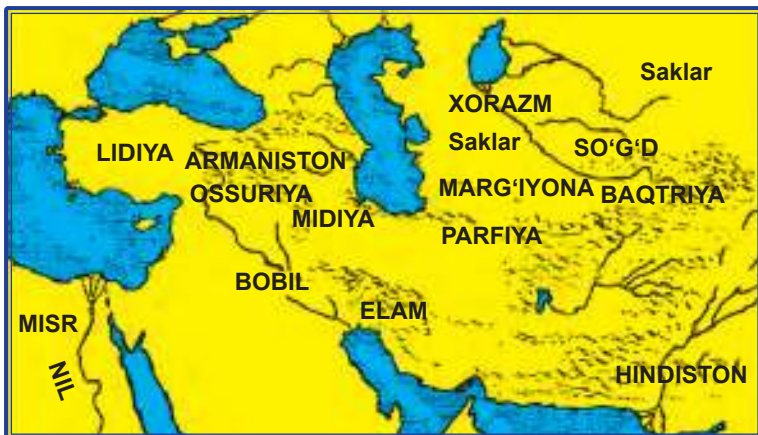 Saklar
XORAZM
Saklar
SO‘G‘D
LIDIYA
ARMANISTON
OSSURIYA
MARG‘IYONA
BAQTRIYA
MIDIYA
PARFIYA
BOBIL
ELAM
MISR
NIL
HINDISTON